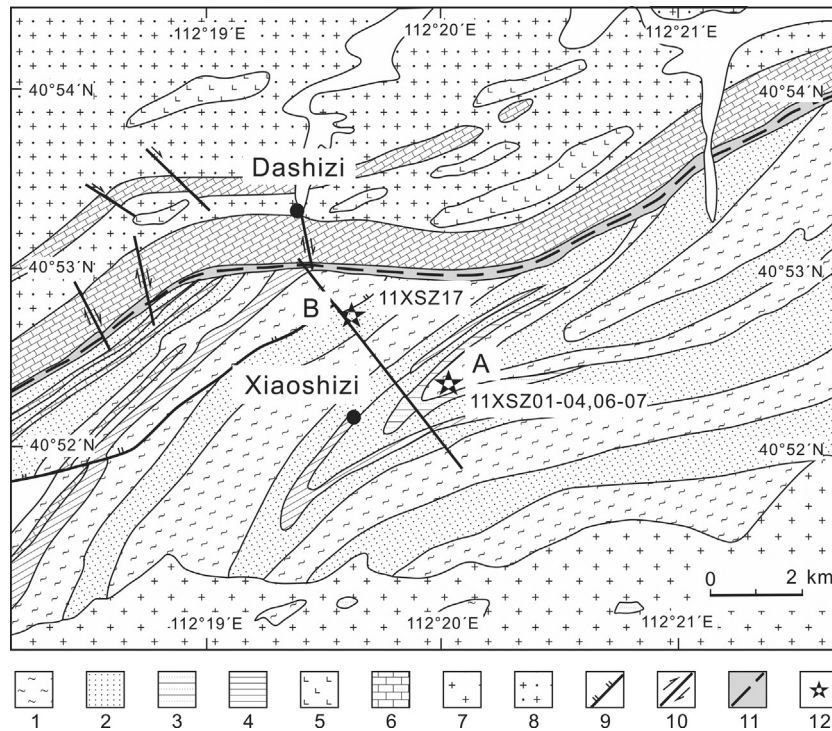 112°19´E 112°20´E 112°21´E
40°54´N 40°54´N
Dashizi
40°53´N 40°53´N
B 11XSZ17
A
Xiaoshizi
11XSZ01-04,06-07
40°52´N 40°52´N
0 2 km
112°19´E 112°20´E 112°21´E
1 2 3 4 5 6 7 8 9 10 11 12